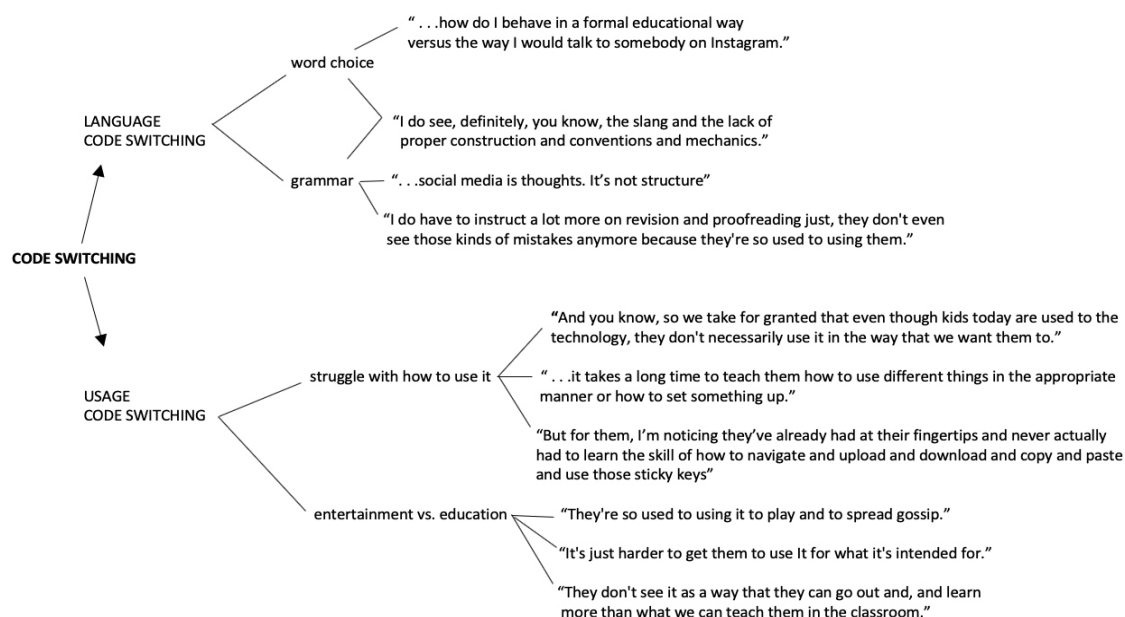 “ . . .how do I behave in a formal educational way
versus the way I would talk to somebody on Instagram.”
word choice
LANGUAGE
CODE SWITCHING
“I do see, definitely, you know, the slang and the lack of
proper construction and conventions and mechanics.”
grammar
“. . .social media is thoughts. It’s not structure”
“I do have to instruct a lot more on revision and proofreading just, they don't even
see those kinds of mistakes anymore because they're so used to using them.”
CODE SWITCHING
“And you know, so we take for granted that even though kids today are used to the
technology, they don't necessarily use it in the way that we want them to.”
struggle with how to use it
“ . . .it takes a long time to teach them how to use different things in the appropriate
manner or how to set something up.”
USAGE
CODE SWITCHING
“But for them, I’m noticing they’ve already had at their fingertips and never actually
had to learn the skill of how to navigate and upload and download and copy and paste
and use those sticky keys”
entertainment vs. education
“They're so used to using it to play and to spread gossip.”
“It's just harder to get them to use It for what it's intended for.”
“They don't see it as a way that they can go out and, and learn
more than what we can teach them in the classroom.”